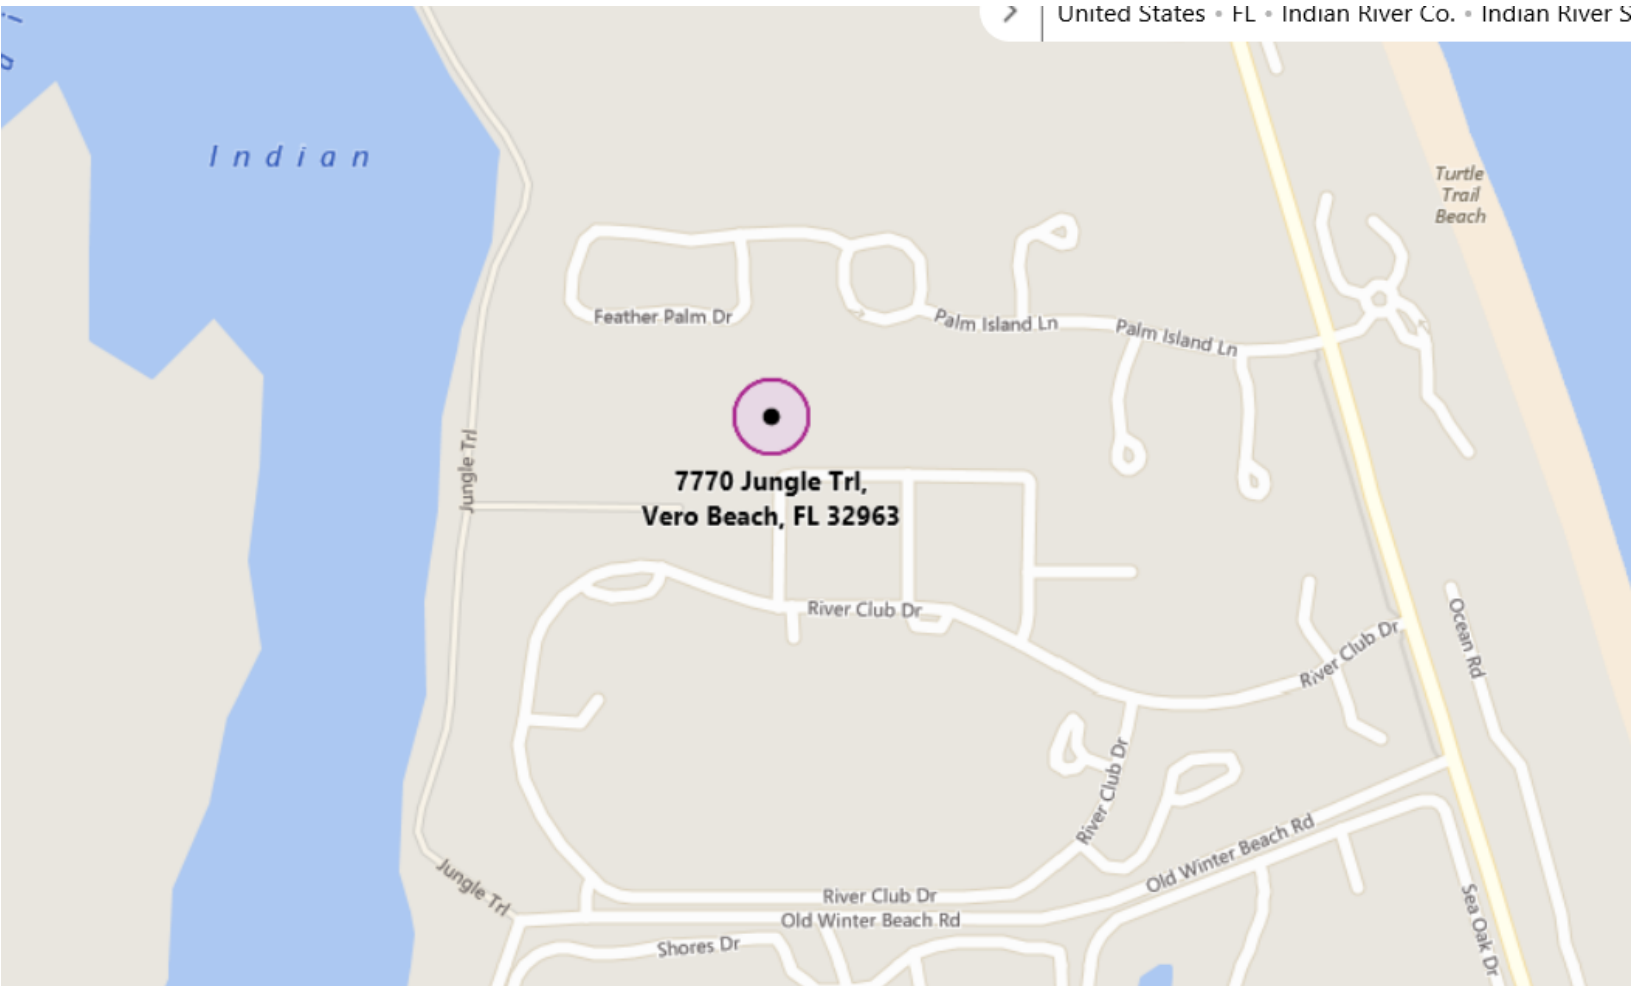 United States • FL • Indian River Co. • Indian River S
Indian
Turtle
Trail
Beach
Feather Palm Dr
Palm Island Ln
Palm Island Ln
Jungle Trl
7770 Jungle Trl,
Vero Beach, FL 32963
River Club Dr
River Club Dr
Ocean Rd
River Club Dr
Old Winter Beach Rd
Jungle Trl
River Club Dr
Old Winter Beach Rd
Sea Oak Dr
Shores Dr